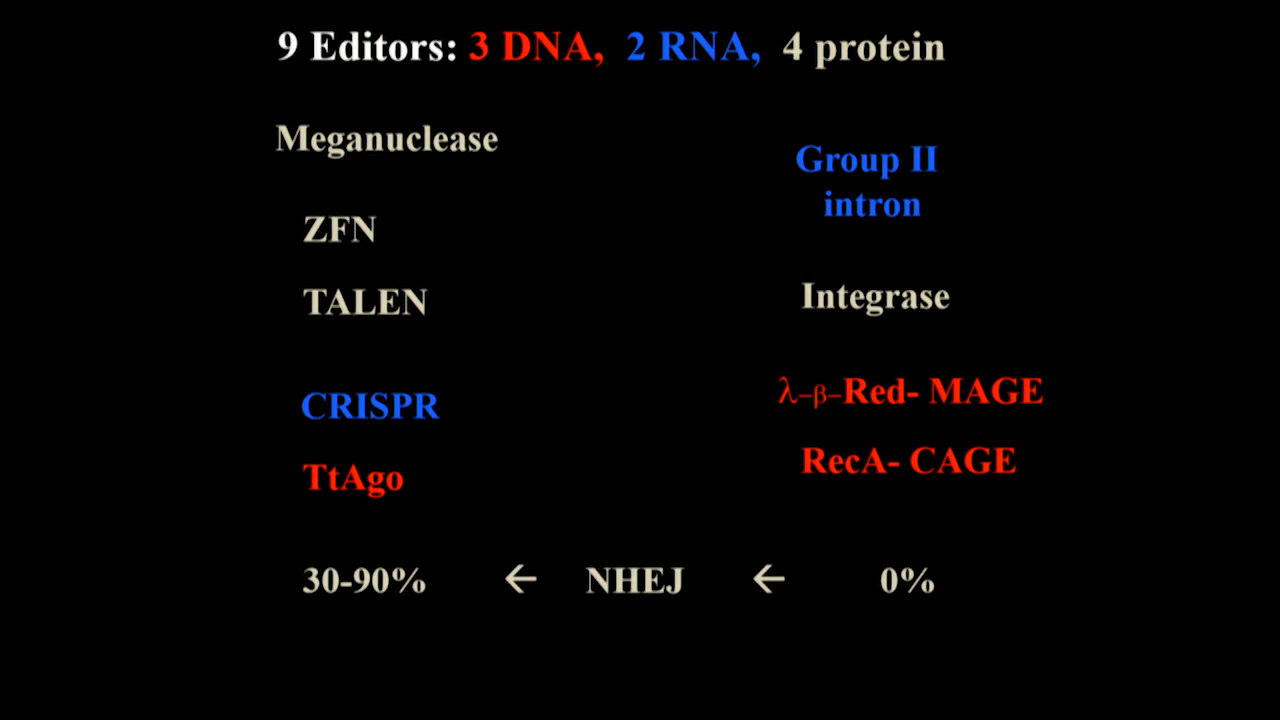 9 Editors: 3 DNA, 2 RNA, 4 protein
Meganuclease
ZFN
TALEN
CRISPR
TtAgo
Group II
intron
Integrase
λ–β–Red- MAGE
RecA- CAGE
30-90% ← NHEJ ← 0%